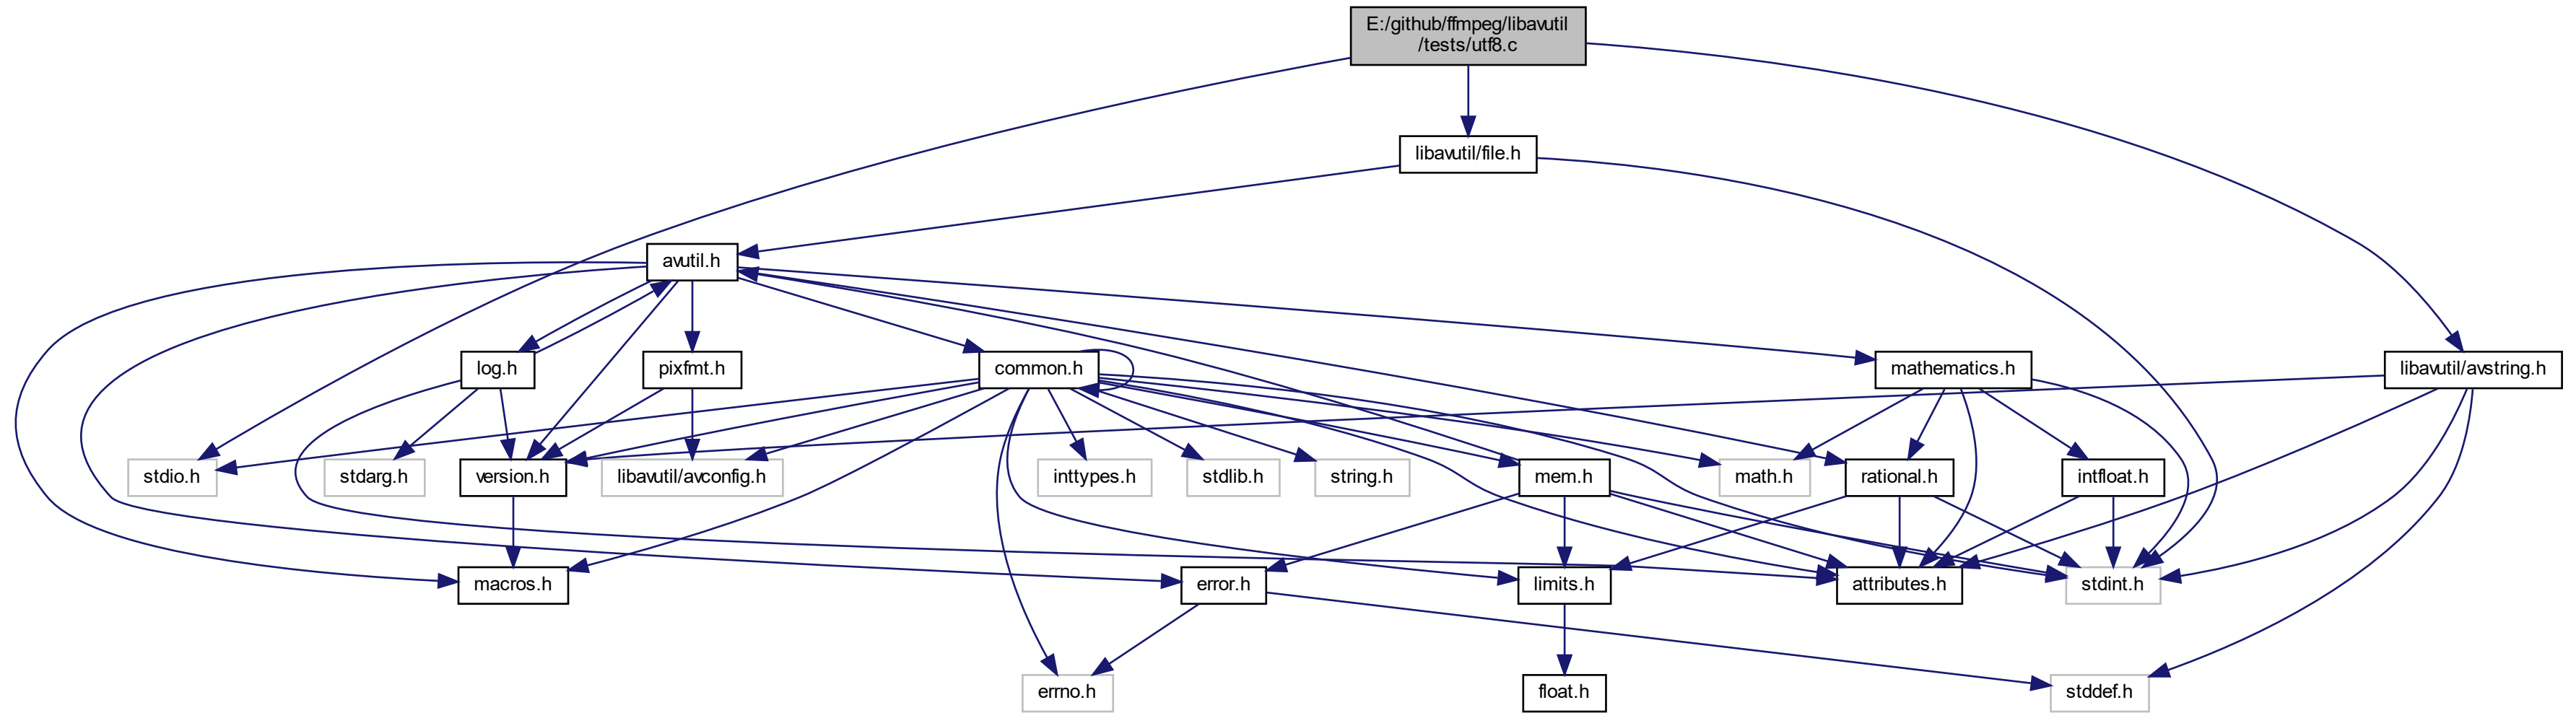 E:/github/ffmpeg/libavutil
/tests/utf8.c
libavutil/file.h
avutil.h
log.h
pixfmt.h
common.h
mathematics.h
libavutil/avstring.h
stdio.h
stdarg.h
version.h
libavutil/avconfig.h
inttypes.h
stdlib.h
string.h
mem.h
math.h
rational.h
intfloat.h
macros.h
error.h
limits.h
attributes.h
stdint.h
errno.h
float.h
stddef.h